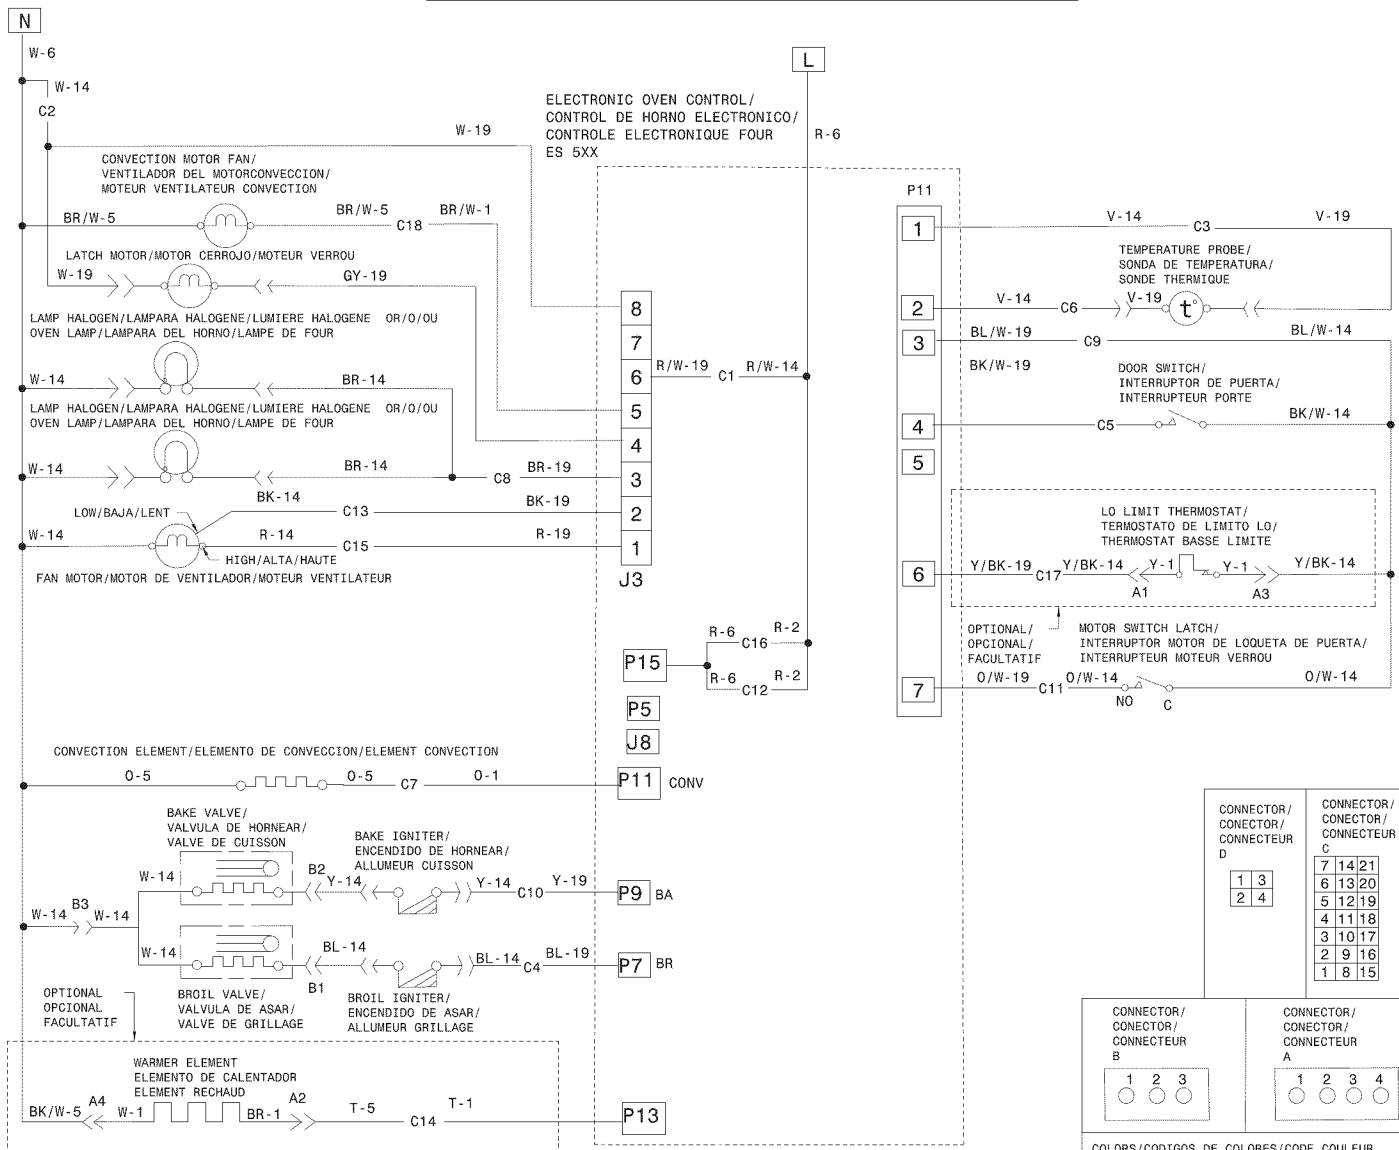 N
W-6
W-14
C2
W-19
CONVECTION MOTOR FAN/
VENTILADOR DEL MOTORCONVECCION/
MOTEUR VENTILATEUR CONVECTION
BR/W-5
BR/W-5
C18
BR/W-1
LATCH MOTOR/MOTOR CERROJO/MOTEUR VERROU
W-19
GY-19
LAMP HALOGEN/LAMPARA HALOGENE/LUMIERE HALOGENE OR/O/OU
OVEN LAMP/LAMPARA DEL HORNO/LAMPE DE FOUR
W-14
BR-14
LAMP HALOGEN/LAMPARA HALOGENE/LUMIERE HALOGENE OR/O/OU
OVEN LAMP/LAMPARA DEL HORNO/LAMPE DE FOUR
W-14
BR-14
C8
BR-19
BK-14
LOW/BAJA/LENT
C13
BK-19
W-14
R-14
C15
R-19
HIGH/ALTA/HAUTE
FAN MOTOR/MOTOR DE VENTILADOR/MOTEUR VENTILATEUR
ELECTRONIC OVEN CONTROL/
CONTROL DE HORNO ELECTRONICO/
CONTROLE ELECTRONIQUE FOUR
ES 5XX
L
R-6
8
7
6
5
4
3
2
1
J3
R/W-19
C1
R/W-14
P15
R-6
C16
R-2
R-6
C12
R-2
P5
J8
P11
CONV
P9
BA
P7
BR
P13
P11
1
2
3
4
5
6
7
V-14
C3
V-19
TEMPERATURE PROBE/
SONDA DE TEMPERATURA/
SONDE THERMIQUE
V-14
C6
V-19
t°
BL/W-19
C9
BL/W-14
BK/W-19
DOOR SWITCH/
INTERRUPTOR DE PUERTA/
INTERRUPTEUR PORTE
C5
BK/W-14
LO LIMIT THERMOSTAT/
TERMOSTATO DE LIMITO LO/
THERMOSTAT BASSE LIMITE
Y/BK-19
C17
Y/BK-14
Y-1
Y-1
Y/BK-14
A1
A3
OPTIONAL/
OPCIONAL/
FACULTATIF
MOTOR SWITCH LATCH/
INTERRUPTOR MOTOR DE LOQUETA DE PUERTA/
INTERRUPTEUR MOTEUR VERROU
O/W-19
C11
O/W-14
O/W-14
NO
C
CONVECTION ELEMENT/ELEMENTO DE CONVECCION/ELEMENT CONVECTION
O-5
O-5
C7
O-1
BAKE VALVE/
VALVULA DE HORNEAR/
VALVE DE CUISSON
BAKE IGNITER/
ENCENDIDO DE HORNEAR/
ALLUMEUR CUISSON
W-14
B2
Y-14
Y-14
C10
Y-19
W-14
B3
W-14
W-14
BL-14
B1
BL-14
C4
BL-19
BROIL VALVE/
VALVULA DE ASAR/
VALVE DE GRILLAGE
BROIL IGNITER/
ENCENDIDO DE ASAR/
ALLUMEUR GRILLAGE
OPTIONAL
OPCIONAL
FACULTATIF
WARMER ELEMENT
ELEMENTO DE CALENTADOR
ELEMENT RECHAUD
BK/W-5
A4
W-1
BR-1
A2
T-5
C14
T-1
CONNECTOR/
CONECTOR/
CONNECTEUR
D
1 3
2 4
CONNECTOR/
CONECTOR/
CONNECTEUR
C
7 14 21
6 13 20
5 12 19
4 11 18
3 10 17
2 9 16
1 8 15
CONNECTOR/
CONECTOR/
CONNECTEUR
B
1 2 3
CONNECTOR/
CONECTOR/
CONNECTEUR
A
1 2 3 4
COLORS/CODIGOS DE COLORES/CODE COULEUR